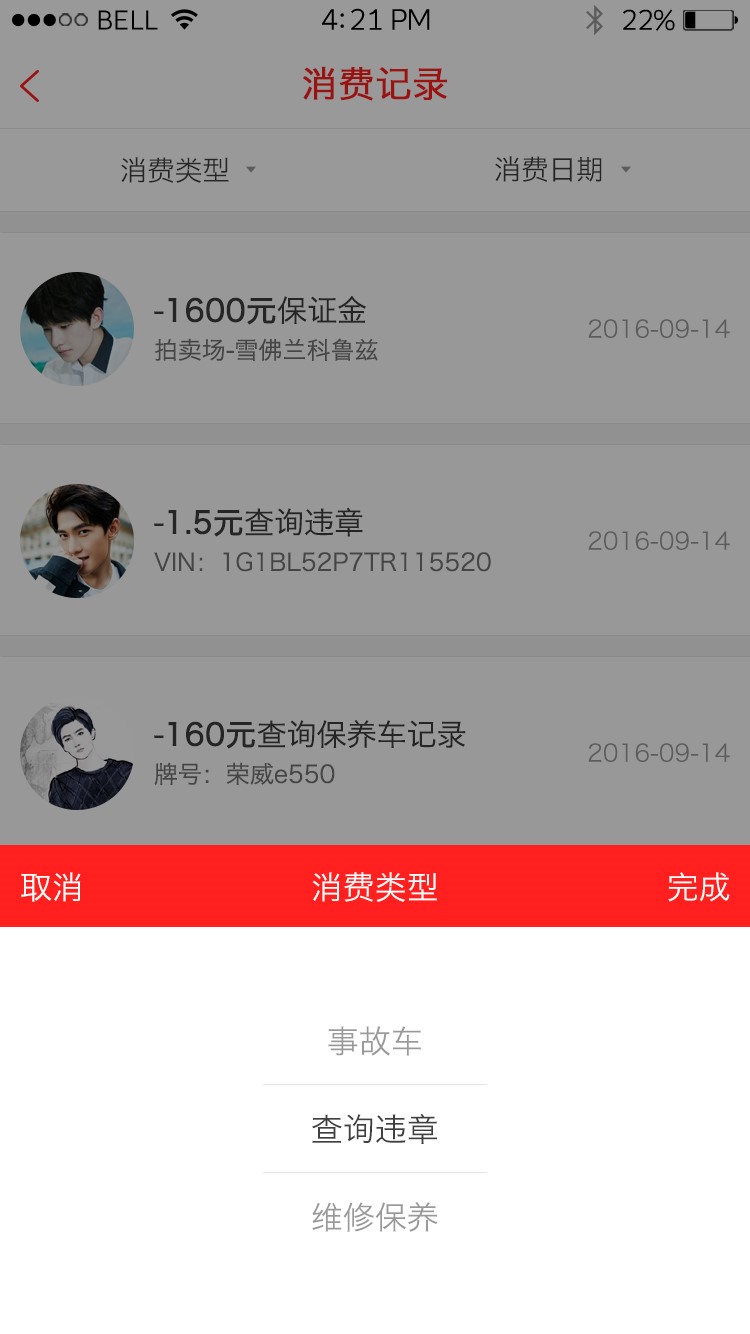 BELL 4:21 PM 22%
消费记录
消费类型 消费日期
-1600元保证金
拍卖场-雪佛兰科鲁兹
2016-09-14
-1.5元查询违章
VIN：1G1BL52P7TR115520
2016-09-14
-160元查询保养车记录
牌号：荣威e550
2016-09-14
取消 消费类型 完成
事故车
查询违章
维修保养